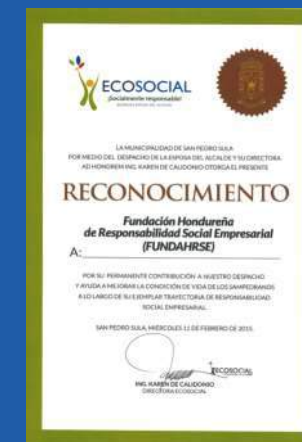 ECOSOCIAL
¡Socialmente responsable!
LA MUNICIPALIDAD DE SAN PEDRO SULA
POR MEDIO DEL DESPACHO DE LA ESPOSA DEL ALCALDE Y SU DIRECTORA
AD HONOREM ING. KAREN DE CALIDONIO OTORGA EL PRESENTE
RECONOCIMIENTO
Fundación Hondureña
de Responsabilidad Social Empresarial
(FUNDAHRSE)
A:
POR SU PERMANENTE CONTRIBUCIÓN A NUESTRO DESPACHO
Y AYUDA A MEJORAR LA CONDICIÓN DE VIDA DE LOS SAMPEDRANOS
A LO LARGO DE SU EJEMPLAR TRAYECTORIA DE RESPONSABILIDAD
SOCIAL EMPRESARIAL.
SAN PEDRO SULA, MIÉRCOLES 11 DE FEBRERO DE 2015.
ECOSOCIAL
ING. KAREN DE CALIDONIO
DIRECTORA ECOSOCIAL